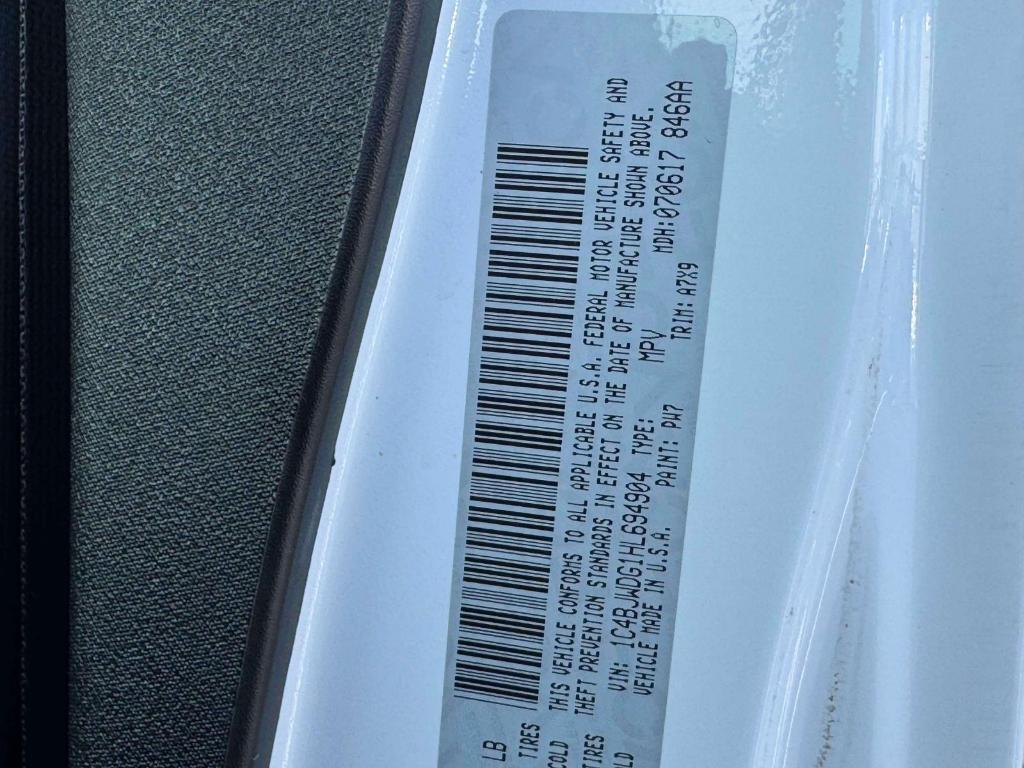 LB
TIRES COLD
TIRES
LD
THIS VEHICLE CONFORMS TO ALL APPLICABLE U.S.A. FEDERAL MOTOR VEHICLE SAFETY AND
THEFT PREVENTION STANDARDS IN EFFECT ON THE DATE OF MANUFACTURE SHOWN ABOVE.
VIN: 1C4BJWDG1HL694904 TYPE: MPV MDH:070617 846AA
VEHICLE MADE IN U.S.A. PAINT: PW7 TRIM: A7X9